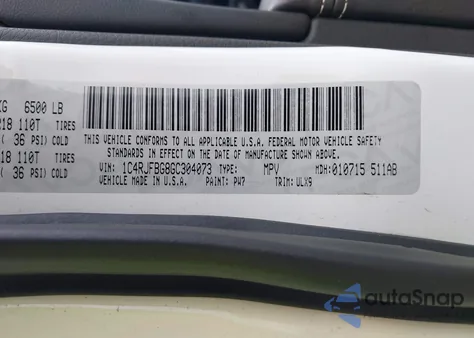 KG 6500 LB
R18 110T TIRES
( 36 PSI) COLD
18 110T TIRES
( 36 PSI) COLD
THIS VEHICLE CONFORMS TO ALL APPLICABLE U.S.A. FEDERAL MOTOR VEHICLE SAFETY
STANDARDS IN EFFECT ON THE DATE OF MANUFACTURE SHOWN ABOVE.
VIN: 1C4RJFBG8GC304073 TYPE: MPV MDH: 010715 511AB
VEHICLE MADE IN U.S.A. PAINT: PW7 TRIM: ULX9
autoSnap